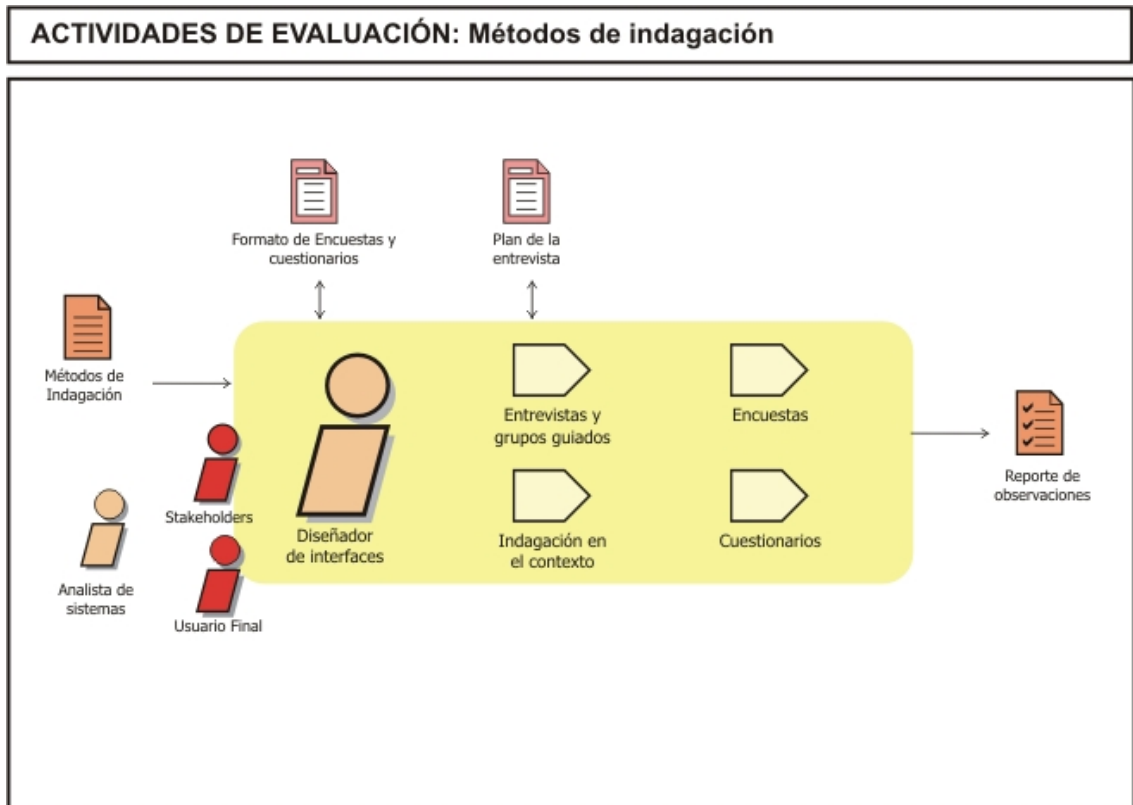 ACTIVIDADES DE EVALUACIÓN: Métodos de indagación
Formato de Encuestas y
cuestionarios
Plan de la
entrevista
Métodos de
Indagación
Stakeholders
Analista de
sistemas
Usuario Final
Diseñador
de interfaces
Entrevistas y
grupos guiados
Encuestas
Indagación en
el contexto
Cuestionarios
Reporte de
observaciones